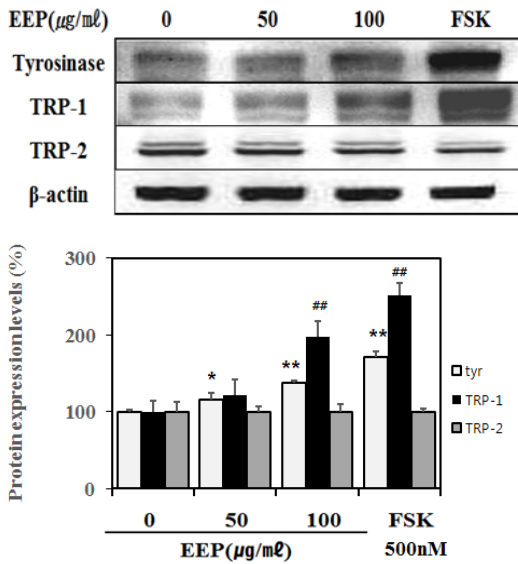 EEP(μg/㎖) 0 50 100 FSK
Tyrosinase
TRP-1
TRP-2
β-actin
Protein expression levels (%)
300
200
100
0
*
**
##
**
##
tyr
TRP-1
TRP-2
0 50 100 FSK
EEP(μg/㎖) 500nM